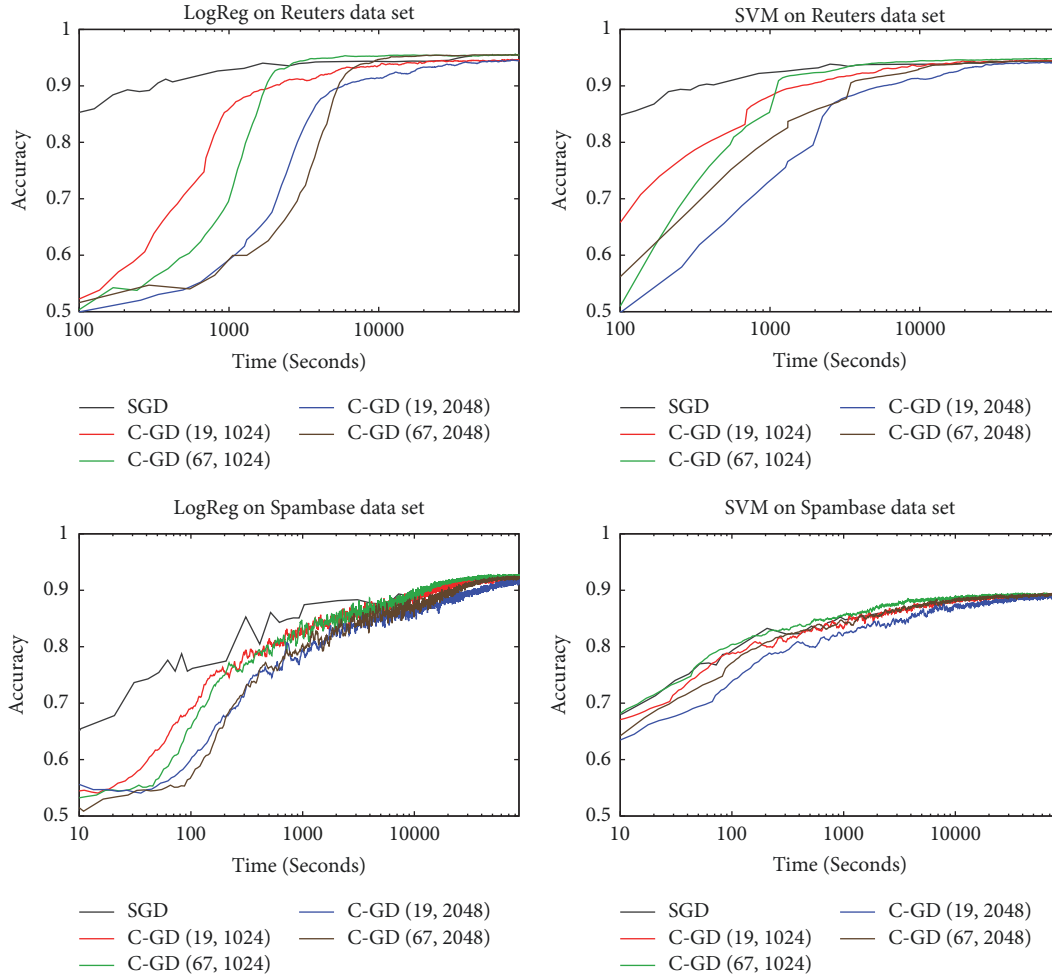 LogReg on Reuters data set
1
0.9
0.8
0.7
0.6
0.5
Accuracy
100 1000 10000
Time (Seconds)
SGD
C-GD (19, 1024)
C-GD (67, 1024)
C-GD (19, 2048)
C-GD (67, 2048)
SVM on Reuters data set
1
0.9
0.8
0.7
0.6
0.5
Accuracy
100 1000 10000
Time (Seconds)
SGD
C-GD (19, 1024)
C-GD (67, 1024)
C-GD (19, 2048)
C-GD (67, 2048)
LogReg on Spambase data set
1
0.9
0.8
0.7
0.6
0.5
Accuracy
10 100 1000 10000
Time (Seconds)
SGD
C-GD (19, 1024)
C-GD (67, 1024)
C-GD (19, 2048)
C-GD (67, 2048)
SVM on Spambase data set
1
0.9
0.8
0.7
0.6
0.5
Accuracy
10 100 1000 10000
Time (Seconds)
SGD
C-GD (19, 1024)
C-GD (67, 1024)
C-GD (19, 2048)
C-GD (67, 2048)